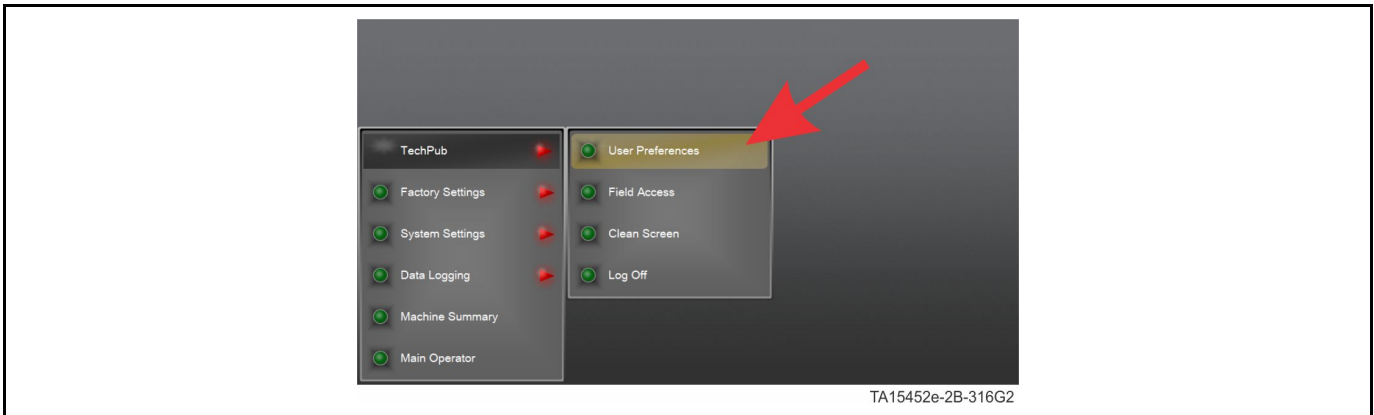 TechPub
Factory Settings
System Settings
Data Logging
Machine Summary
Main Operator
User Preferences
Field Access
Clean Screen
Log Off
TA15452e-2B-316G2